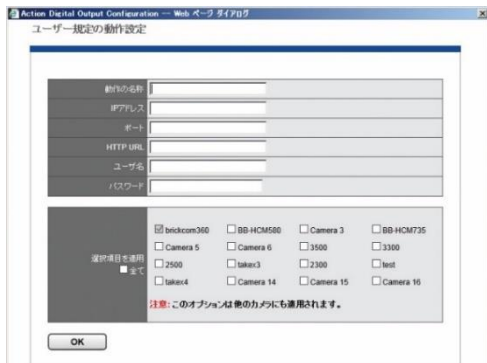 Action Digital Output Configuration --- Web ページ ダイアログ
ユーザー規定の動作設定
動作の名称
IPアドレス
ポート
HTTP URL
ユーザ名
パスワード
選択項目を適用
全て
brickcom360 BB-HCM580 Camera 3 BB-HCM735
Camera 5 Camera 6 3500 3300
2500 takex3 2300 test
takex4 Camera 14 Camera 15 Camera 16
注意: このオプションは他のカメラにも適用されます。
OK